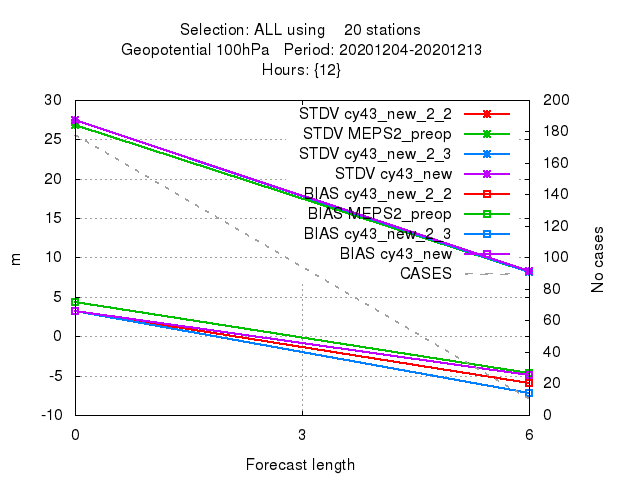 Selection: ALL using 20 stations
Geopotential 100hPa Period: 20201204-20201213
Hours: {12}
30 200
STDV cy43_new_2_2
180
STDV MEPS2_preop
25
160
STDV cy43_new_2_3
20
STDV cy43_new
140
BIAS cy43_new_2_2
15
BIAS MEPS2_preop
120
BIAS cy43_new_2_3
10 100
BIAS cy43_new
CASES
m
No cases
80
5
60
0
40
-5
20
-10 0
0 3 6
Forecast length